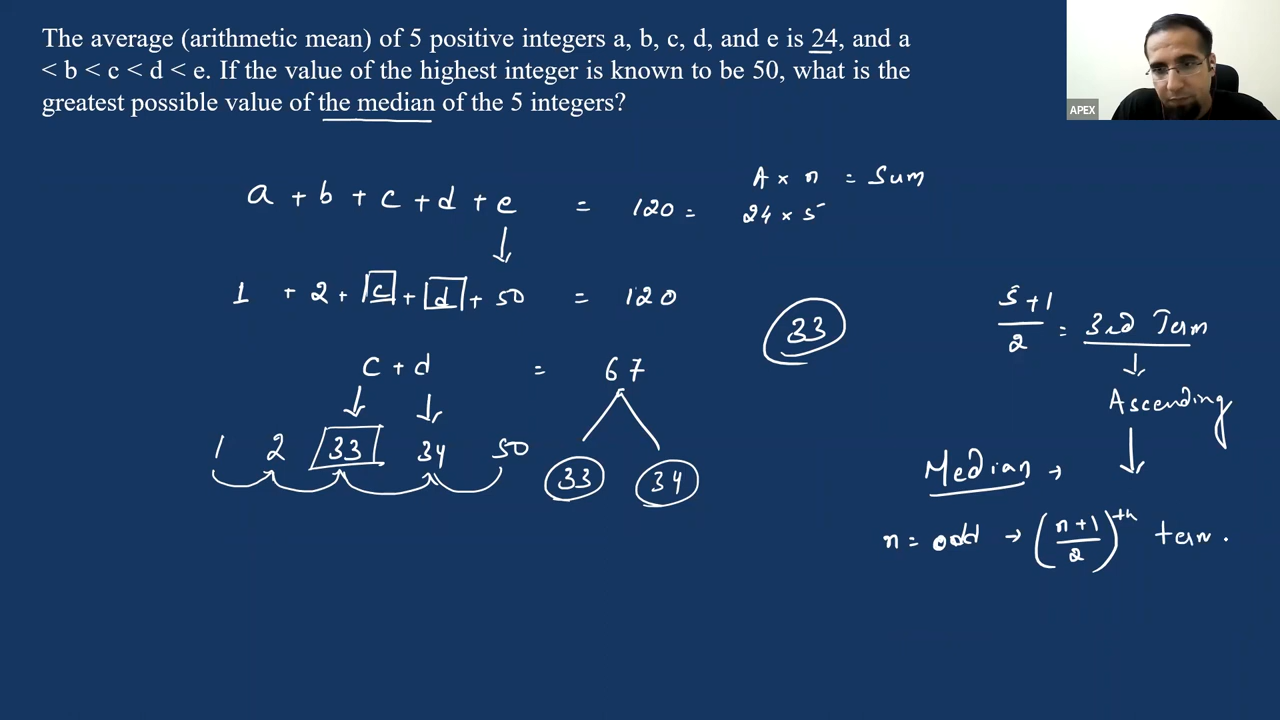 The average (arithmetic mean) of 5 positive integers a, b, c, d, and e is 24, and a
< b < c < d < e. If the value of the highest integer is known to be 50, what is the
greatest possible value of the median of the 5 integers?
APEX
A × n = Sum
a + b + c + d + e = 120 = 24 × 5
1 + 2 + c + d + 50 = 120
33
5+1/2 = 3rd Term
c + d = 67
Ascending
1 2 33 34 50
33 34
Median →
n = odd → (n+1/2)th term.